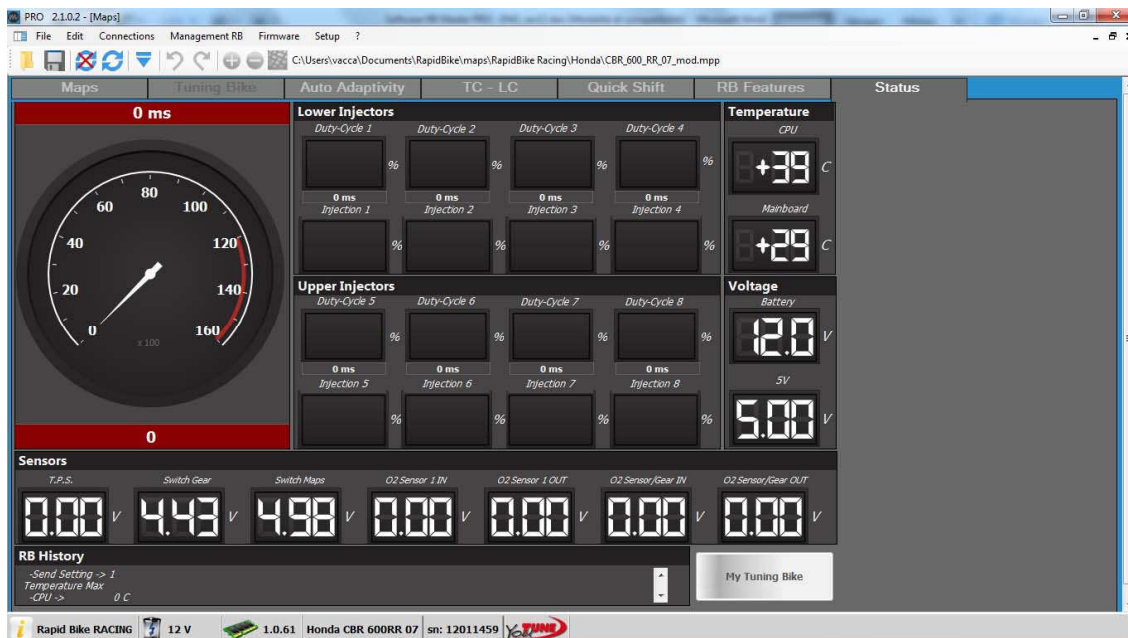 PRO 2.1.0.2 - [Maps]
File Edit Connections Management RB Firmware Setup ?
C:\Users\vacca\Documents\RapidBike\maps\RapidBike Racing\Honda\CBR_600_RR_07_mod.mpp
Maps Tuning Bike Auto Adaptivity TC - LC Quick Shift RB Features Status
0 ms
0
20
40
60
80
100
120
140
160
x 100
0
Lower Injectors
Duty-Cycle 1 Duty-Cycle 2 Duty-Cycle 3 Duty-Cycle 4
% % % %
0 ms 0 ms 0 ms 0 ms
Injection 1 Injection 2 Injection 3 Injection 4
% % % %
Upper Injectors
Duty-Cycle 5 Duty-Cycle 6 Duty-Cycle 7 Duty-Cycle 8
% % % %
0 ms 0 ms 0 ms 0 ms
Injection 5 Injection 6 Injection 7 Injection 8
% % % %
Temperature
CPU
+39 C
Mainboard
+29 C
Voltage
Battery
12.0 V
5V
5.00 V
Sensors
T.P.S. Switch Gear Switch Maps O2 Sensor 1 IN O2 Sensor 1 OUT O2 Sensor/Gear IN O2 Sensor/Gear OUT
0.00 V 4.43 V 4.98 V 0.00 V 0.00 V 0.00 V 0.00 V
RB History
-Send Setting -> 1
Temperature Max
-CPU -> 0 C
My Tuning Bike
Rapid Bike RACING 12 V 1.0.61 Honda CBR 600RR 07 sn: 12011459 YouTUNE